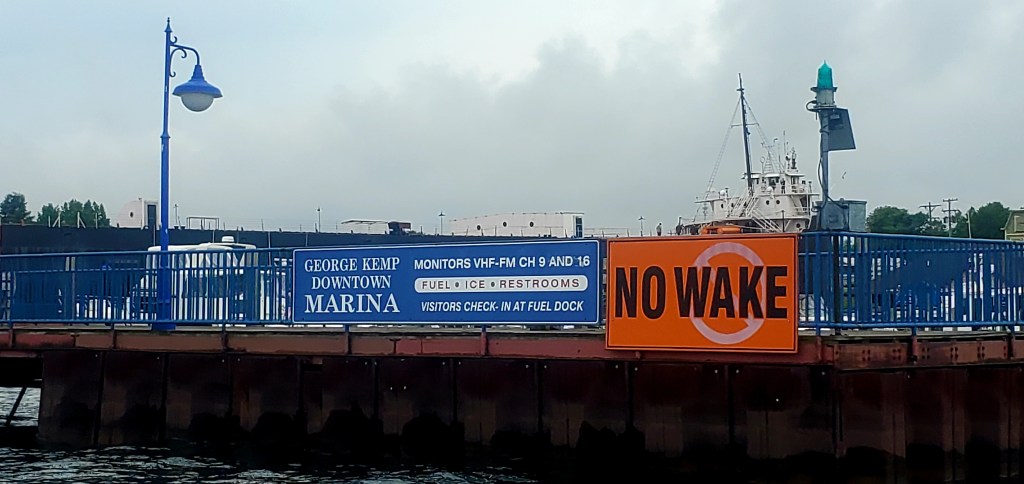 GEORGE KEMP
DOWNTOWN
MARINA
MONITORS VHF-FM CH 9 AND 16
FUEL • ICE • RESTROOMS
VISITORS CHECK- IN AT FUEL DOCK
NO WAKE